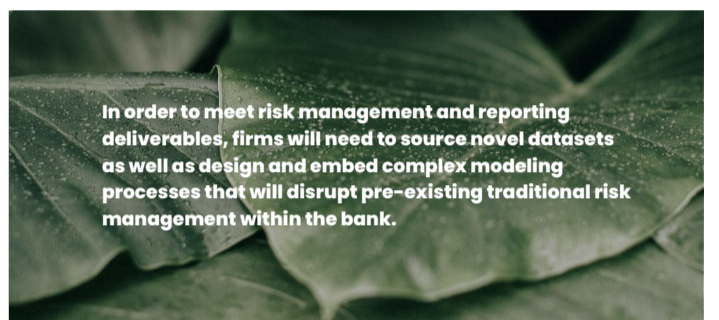 In order to meet risk management and reporting
deliverables, firms will need to source novel datasets
as well as design and embed complex modeling
processes that will disrupt pre-existing traditional risk
management within the bank.